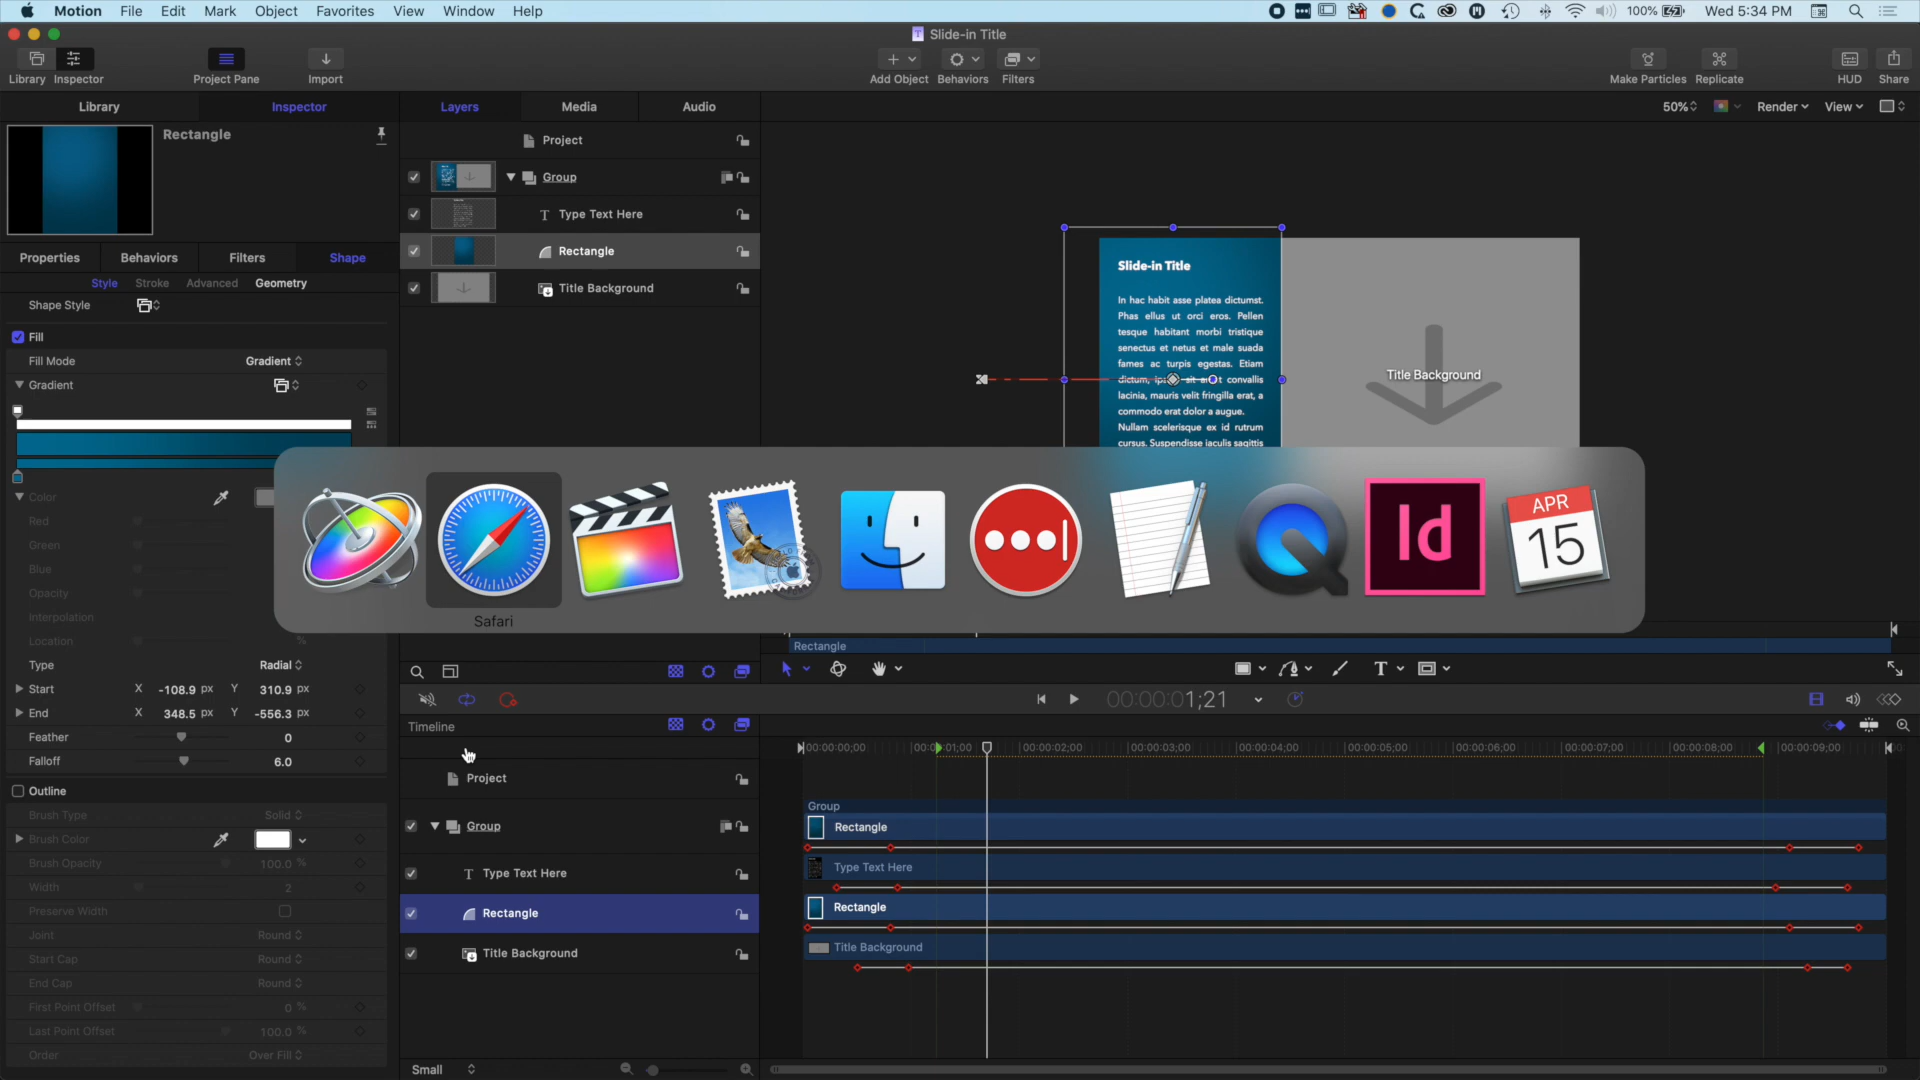 Motion File Edit Mark Object Favorites View Window Help
100% Wed 5:34 PM
Slide-in Title
Library Inspector Project Pane Import
Add Object Behaviors Filters
Make Particles Replicate HUD Share
Library Inspector
Layers Media Audio
50% Render View
Rectangle
Project
Group
Type Text Here
Rectangle
Title Background
Properties Behaviors Filters Shape
Style Stroke Advanced Geometry
Shape Style
Fill
Fill Mode Gradient
Gradient
Color
Red
Green
Blue
Opacity
Interpolation
Location %
Type Radial
Start X -108.9 px Y 310.9 px
End X 348.5 px Y -556.3 px
Feather 0
Falloff 6.0
Outline
Brush Type Solid
Brush Color
Brush Opacity 100.0 %
Width 2
Preserve Width
Joint Round
Start Cap Round
End Cap Round
First Point Offset 0 %
Last Point Offset 100.0 %
Order Over Fill
Slide-in Title
In hac habit asse platea dictumst.
Phas ellus ut orci eros. Pellen
tesque habitant morbi tristique
senectus et netus et male suada
fames ac turpis egestas. Etiam
dictum, sit convallis
lacinia, mauris velit fringilla erat, a
commodo erat dolor a augue.
Nullam scelerisque ex id rutrum
cursus. Suspendisse iaculis sagittis
Title Background
Id
APR
15
Safari
Rectangle
T
00:00:01;21
Timeline
00:00:00;00 00:00:01;00 00:00:02;00 00:00:03;00 00:00:04;00 00:00:05;00 00:00:06;00 00:00:07;00 00:00:08;00 00:00:09;00
Project
Group
Type Text Here
Rectangle
Title Background
Group
Rectangle
Type Text Here
Rectangle
Title Background
Small